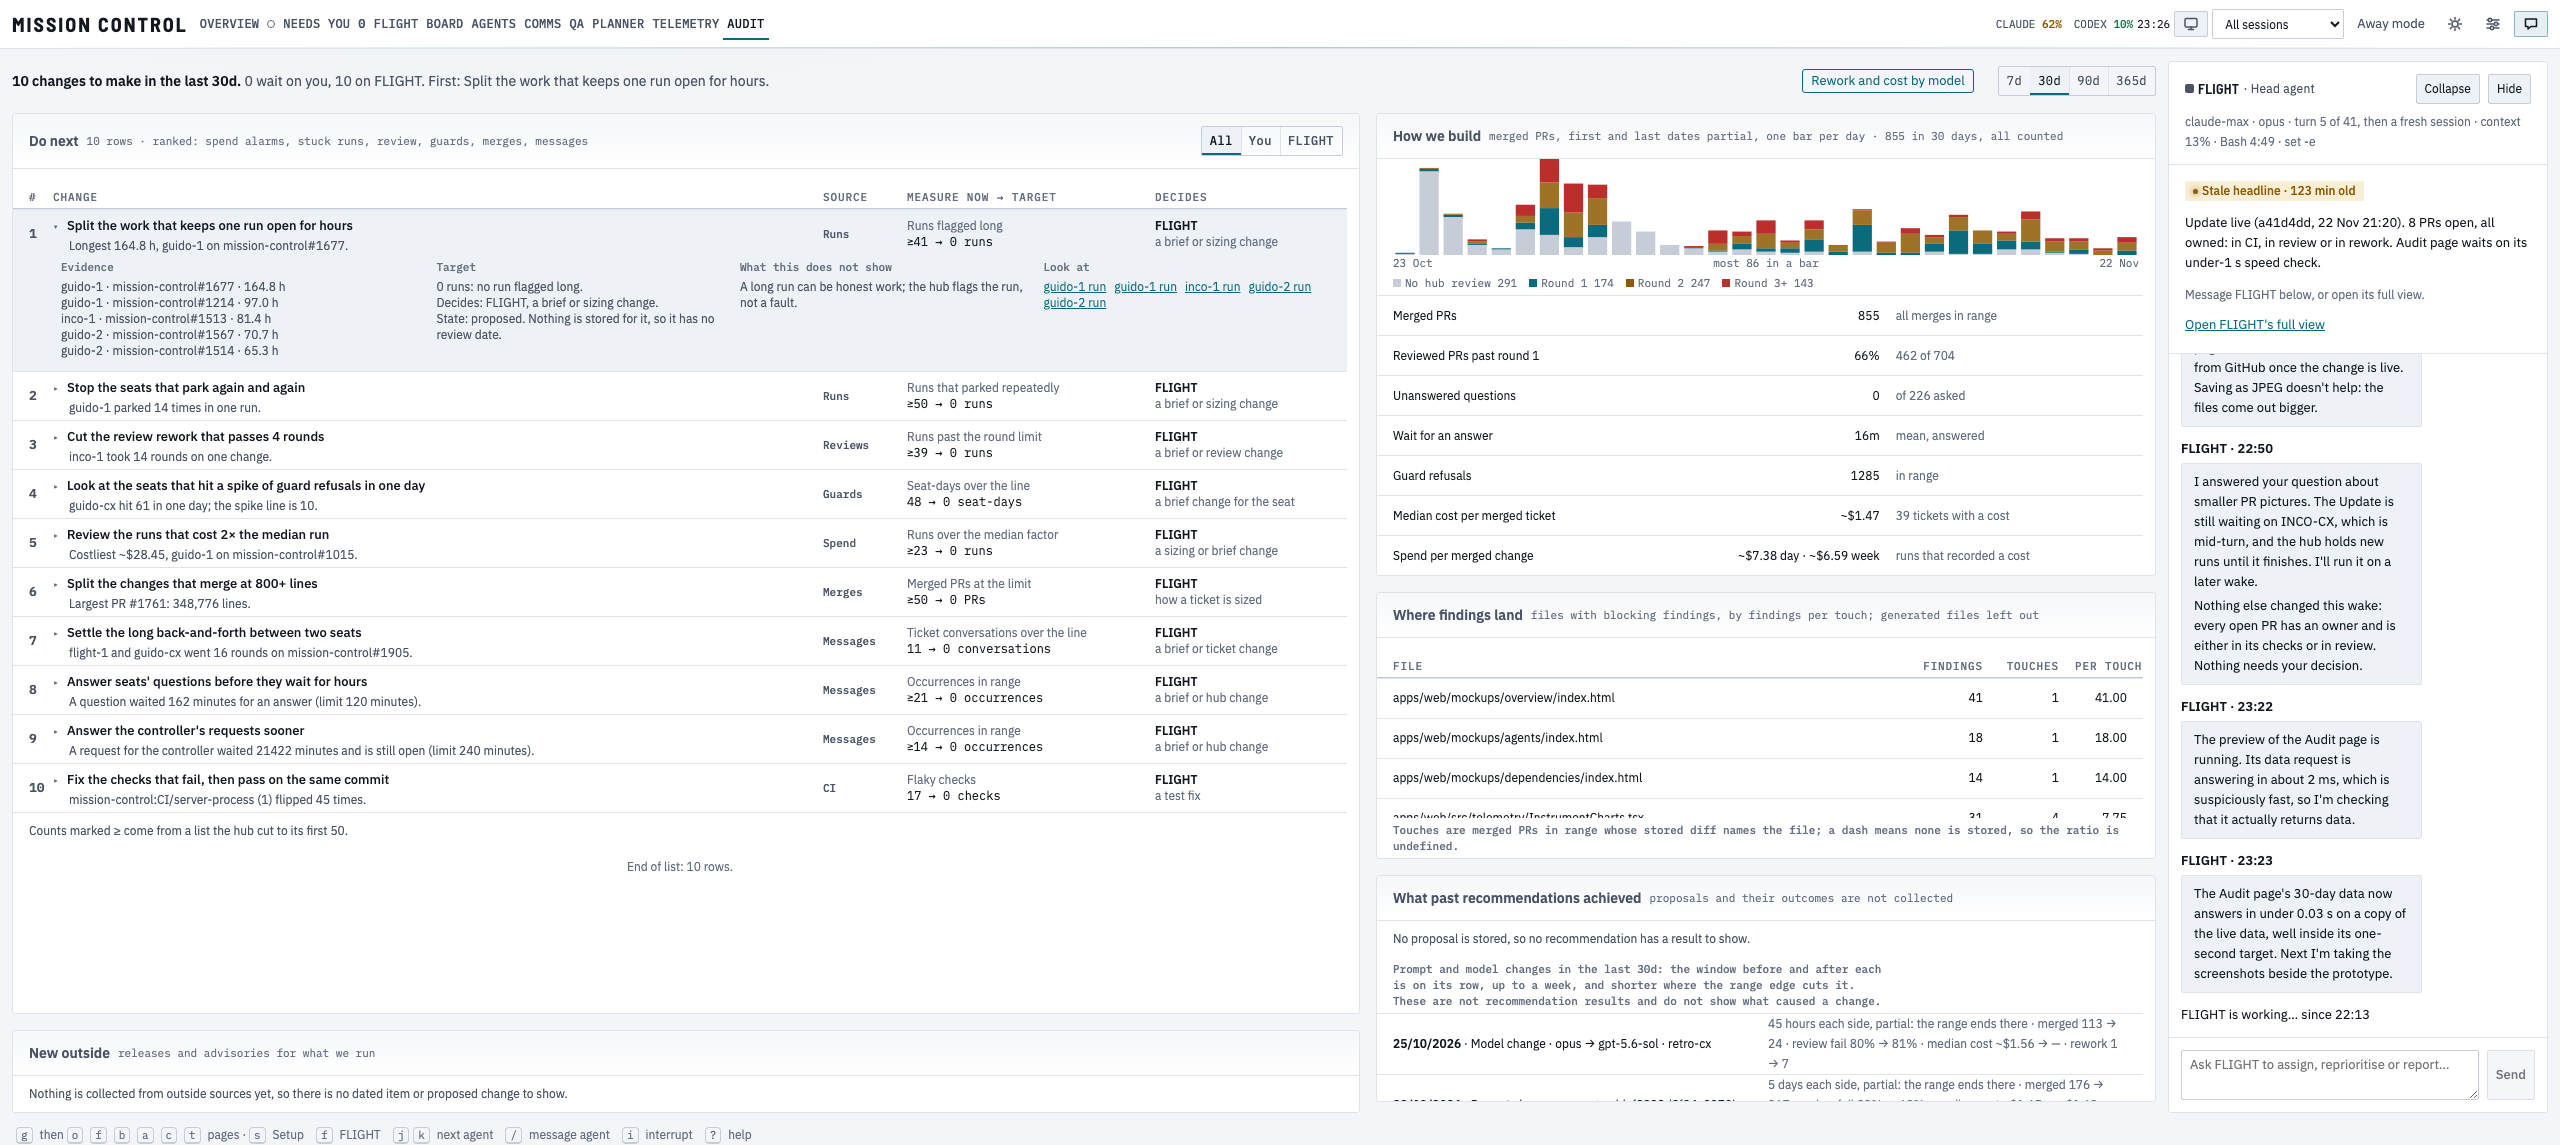 MISSION CONTROL OVERVIEW NEEDS YOU 0 FLIGHT BOARD AGENTS COMMS QA PLANNER TELEMETRY AUDIT
CLAUDE 62% CODEX 10% 23:26 All sessions Away mode
10 changes to make in the last 30d. 0 wait on you, 10 on FLIGHT. First: Split the work that keeps one run open for hours.
Rework and cost by model 7d 30d 90d 365d
Do next 10 rows · ranked: spend alarms, stuck runs, review, guards, merges, messages
All You FLIGHT
# CHANGE SOURCE MEASURE NOW → TARGET DECIDES
1 Split the work that keeps one run open for hours
Longest 164.8 h, guido-1 on mission-control#1677.
Runs
Runs flagged long
≥41 → 0 runs
FLIGHT
a brief or sizing change
Evidence
guido-1 · mission-control#1677 · 164.8 h
guido-1 · mission-control#1214 · 97.0 h
inco-1 · mission-control#1513 · 81.4 h
guido-2 · mission-control#1567 · 70.7 h
guido-2 · mission-control#1514 · 65.3 h
Target
0 runs: no run flagged long.
Decides: FLIGHT, a brief or sizing change.
State: proposed. Nothing is stored for it, so it has no
review date.
What this does not show
A long run can be honest work; the hub flags the run,
not a fault.
Look at
guido-1 run guido-1 run inco-1 run guido-2 run
guido-2 run
2 Stop the seats that park again and again
guido-1 parked 14 times in one run.
Runs
Runs that parked repeatedly
≥50 → 0 runs
FLIGHT
a brief or sizing change
3 Cut the review rework that passes 4 rounds
inco-1 took 14 rounds on one change.
Reviews
Runs past the round limit
≥39 → 0 runs
FLIGHT
a brief or review change
4 Look at the seats that hit a spike of guard refusals in one day
guido-cx hit 61 in one day; the spike line is 10.
Guards
Seat-days over the line
48 → 0 seat-days
FLIGHT
a brief change for the seat
5 Review the runs that cost 2× the median run
Costliest ~$28.45, guido-1 on mission-control#1015.
Spend
Runs over the median factor
≥23 → 0 runs
FLIGHT
a sizing or brief change
6 Split the changes that merge at 800+ lines
Largest PR #1761: 348,776 lines.
Merges
Merged PRs at the limit
≥50 → 0 PRs
FLIGHT
how a ticket is sized
7 Settle the long back-and-forth between two seats
flight-1 and guido-cx went 16 rounds on mission-control#1905.
Messages
Ticket conversations over the line
11 → 0 conversations
FLIGHT
a brief or ticket change
8 Answer seats' questions before they wait for hours
A question waited 162 minutes for an answer (limit 120 minutes).
Messages
Occurrences in range
≥21 → 0 occurrences
FLIGHT
a brief or hub change
9 Answer the controller's requests sooner
A request for the controller waited 21422 minutes and is still open (limit 240 minutes).
Messages
Occurrences in range
≥14 → 0 occurrences
FLIGHT
a brief or hub change
10 Fix the checks that fail, then pass on the same commit
mission-control:CI/server-process (1) flipped 45 times.
CI
Flaky checks
17 → 0 checks
FLIGHT
a test fix
Counts marked ≥ come from a list the hub cut to its first 50.
End of list: 10 rows.
New outside releases and advisories for what we run
Nothing is collected from outside sources yet, so there is no dated item or proposed change to show.
How we build merged PRs, first and last dates partial, one bar per day · 855 in 30 days, all counted
23 Oct most 86 in a bar 22 Nov
No hub review 291 Round 1 174 Round 2 247 Round 3+ 143
Merged PRs 855 all merges in range
Reviewed PRs past round 1 66% 462 of 704
Unanswered questions 0 of 226 asked
Wait for an answer 16m mean, answered
Guard refusals 1285 in range
Median cost per merged ticket ~$1.47 39 tickets with a cost
Spend per merged change ~$7.38 day · ~$6.59 week runs that recorded a cost
Where findings land files with blocking findings, by findings per touch; generated files left out
FILE FINDINGS TOUCHES PER TOUCH
apps/web/mockups/overview/index.html 41 1 41.00
apps/web/mockups/agents/index.html 18 1 18.00
apps/web/mockups/dependencies/index.html 14 1 14.00
apps/web/src/telemetry/InstrumentCharts.tsx 31 4 7.75
Touches are merged PRs in range whose stored diff names the file; a dash means none is stored, so the ratio is
undefined.
What past recommendations achieved proposals and their outcomes are not collected
No proposal is stored, so no recommendation has a result to show.
Prompt and model changes in the last 30d: the window before and after each
is on its row, up to a week, and shorter where the range edge cuts it.
These are not recommendation results and do not show what caused a change.
25/10/2026 · Model change · opus → gpt-5.6-sol · retro-cx
45 hours each side, partial: the range ends there · merged 113 →
24 · review fail 80% → 81% · median cost ~$1.56 → — · rework 1
→ 7
5 days each side, partial: the range ends there · merged 176 →
FLIGHT · Head agent Collapse Hide
claude-max · opus · turn 5 of 41, then a fresh session · context
13% · Bash 4:49 · set -e
Stale headline · 123 min old
Update live (a41d4dd, 22 Nov 21:20). 8 PRs open, all
owned: in CI, in review or in rework. Audit page waits on its
under-1 s speed check.
Message FLIGHT below, or open its full view.
Open FLIGHT's full view
from GitHub once the change is live.
Saving as JPEG doesn't help: the
files come out bigger.
FLIGHT · 22:50
I answered your question about
smaller PR pictures. The Update is
still waiting on INCO-CX, which is
mid-turn, and the hub holds new
runs until it finishes. I'll run it on a
later wake.
Nothing else changed this wake:
every open PR has an owner and is
either in its checks or in review.
Nothing needs your decision.
FLIGHT · 23:22
The preview of the Audit page is
running. Its data request is
answering in about 2 ms, which is
suspiciously fast, so I'm checking
that it actually returns data.
FLIGHT · 23:23
The Audit page's 30-day data now
answers in under 0.03 s on a copy of
the live data, well inside its one-
second target. Next I'm taking the
screenshots beside the prototype.
FLIGHT is working… since 22:13
Ask FLIGHT to assign, reprioritise or report…
Send
g then o f b a c t pages · s Setup f FLIGHT j k next agent / message agent i interrupt ? help